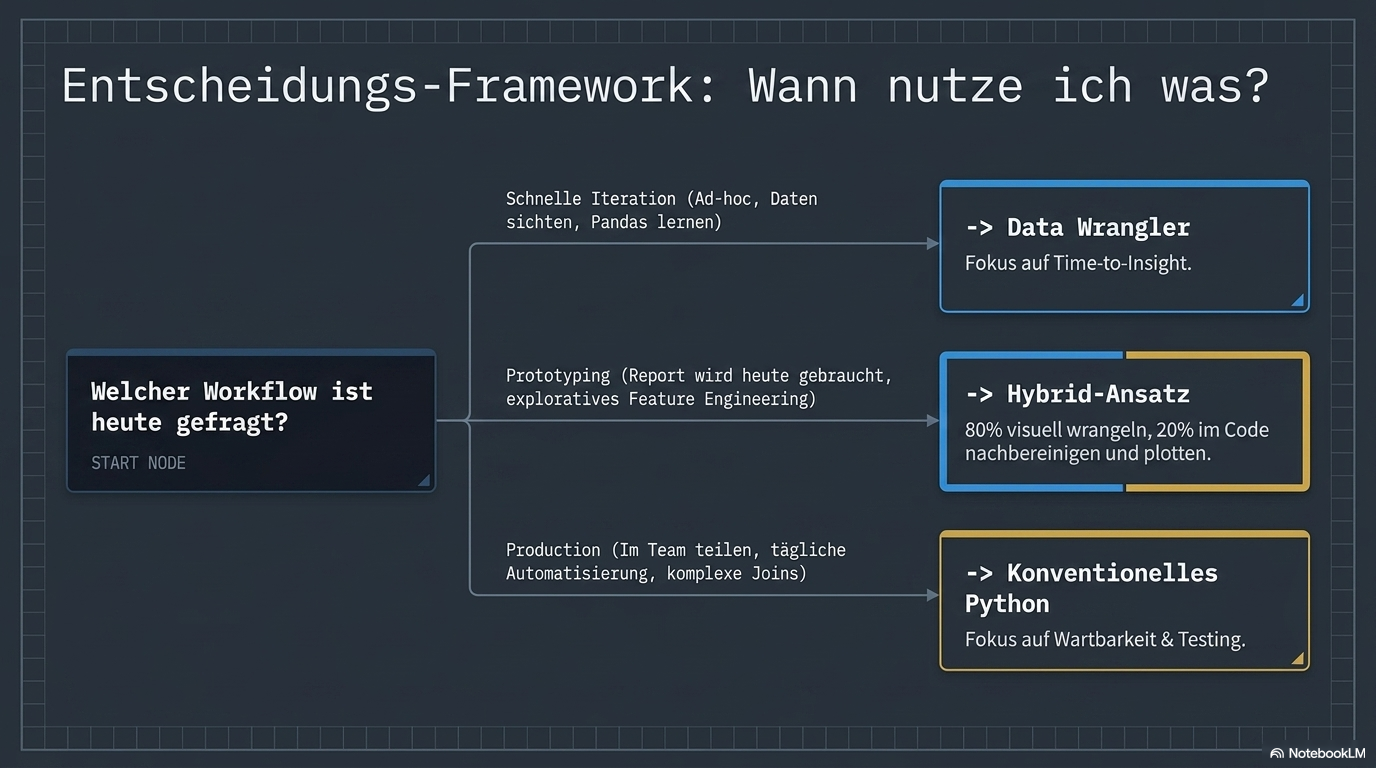 Entscheidungs-Framework: Wann nutze ich was?
Welcher Workflow ist
heute gefragt?
START NODE
Schnelle Iteration (Ad-hoc, Daten
sichten, Pandas lernen)
-> Data Wrangler
Fokus auf Time-to-Insight.
Prototyping (Report wird heute gebraucht,
exploratives Feature Engineering)
-> Hybrid-Ansatz
80% visuell wrangeln, 20% im Code
nachbereinigen und plotten.
Production (Im Team teilen, tägliche
Automatisierung, komplexe Joins)
-> Konventionelles
Python
Fokus auf Wartbarkeit & Testing.
NotebookLM